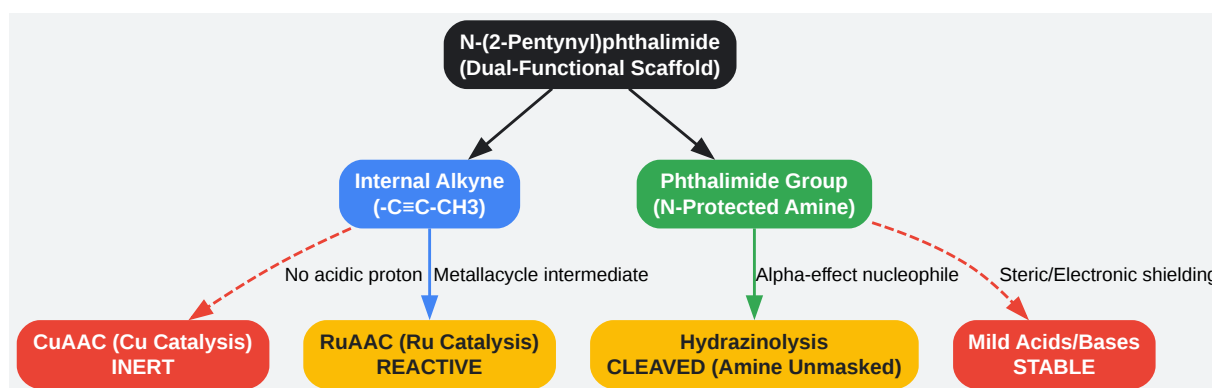 N-(2-Pentynyl)phthalimide
(Dual-Functional Scaffold)
Internal Alkyne
(-C≡C-CH3)
Phthalimide Group
(N-Protected Amine)
No acidic proton
Metallacycle intermediate
Alpha-effect nucleophile
Steric/Electronic shielding
CuAAC (Cu Catalysis)
INERT
RuAAC (Ru Catalysis)
REACTIVE
Hydrazinolysis
CLEAVED (Amine Unmasked)
Mild Acids/Bases
STABLE